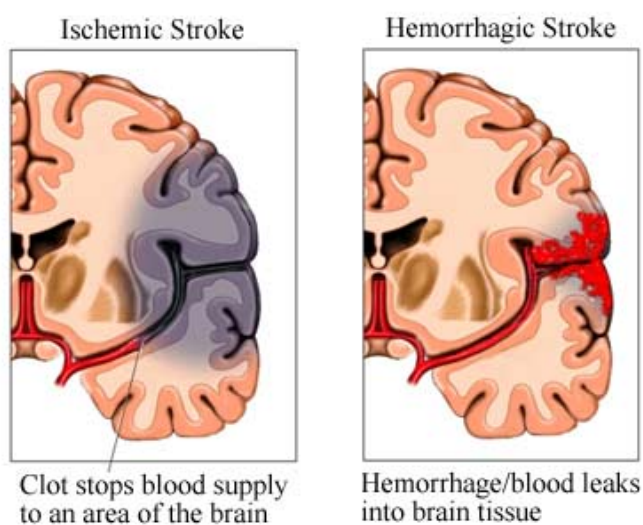 Ischemic Stroke
Hemorrhagic Stroke
Clot stops blood supply
to an area of the brain
Hemorrhage/blood leaks
into brain tissue